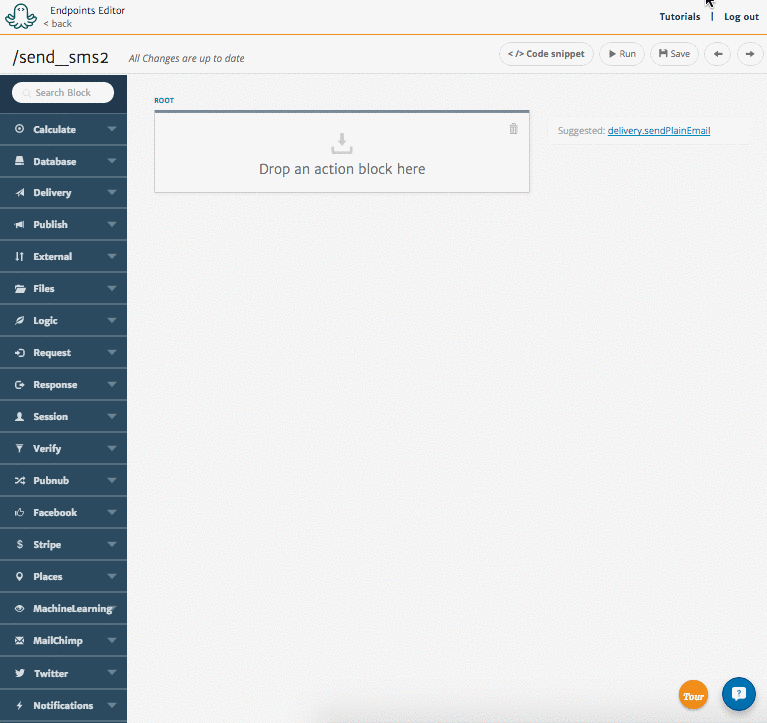 Endpoints Editor
< back
Tutorials | Log out
/send_sms2
All Changes are up to date
</> Code snippet
Run
Save
Search Block
ROOT
Calculate
Drop an action block here
Suggested: delivery.sendPlainEmail
Database
Delivery
Publish
External
Files
Logic
Request
Response
Session
Verify
Pubnub
Facebook
$ Stripe
Places
MachineLearning
MailChimp
Twitter
Notifications
Tour
?